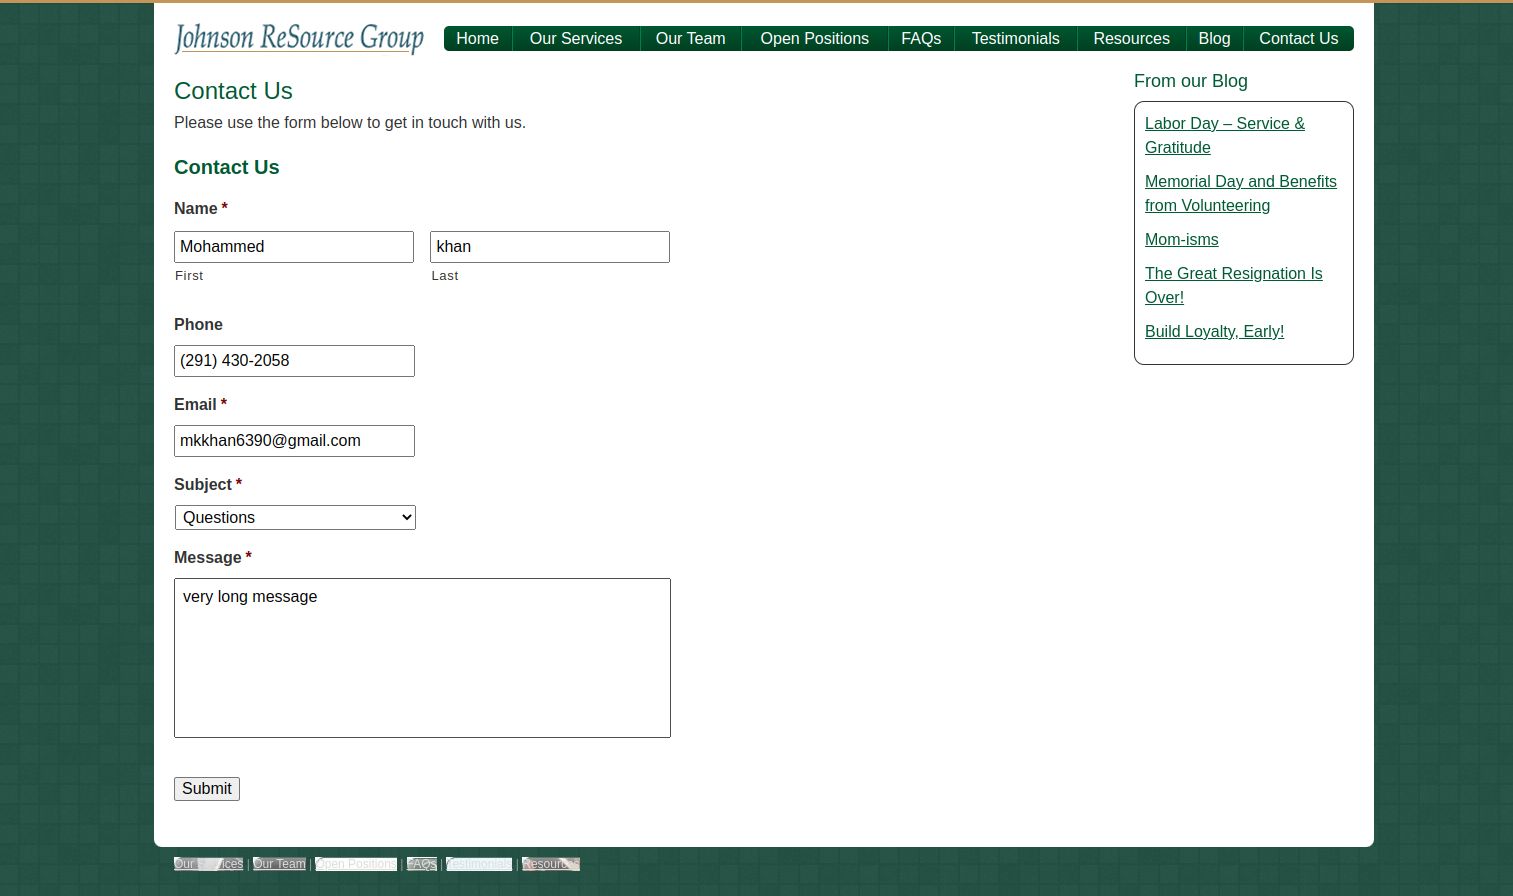 Johnson ReSource Group
Home Our Services Our Team Open Positions FAQs Testimonials Resources Blog Contact Us
Contact Us
Please use the form below to get in touch with us.
Contact Us
Name *
Mohammed khan
First Last
Phone
(291) 430-2058
Email *
mkkhan6390@gmail.com
Subject *
Questions
Message *
very long message
Submit
From our Blog
Labor Day – Service &
Gratitude
Memorial Day and Benefits
from Volunteering
Mom-isms
The Great Resignation Is
Over!
Build Loyalty, Early!
Our Services | Our Team | Open Positions | FAQs | Testimonials | Resources